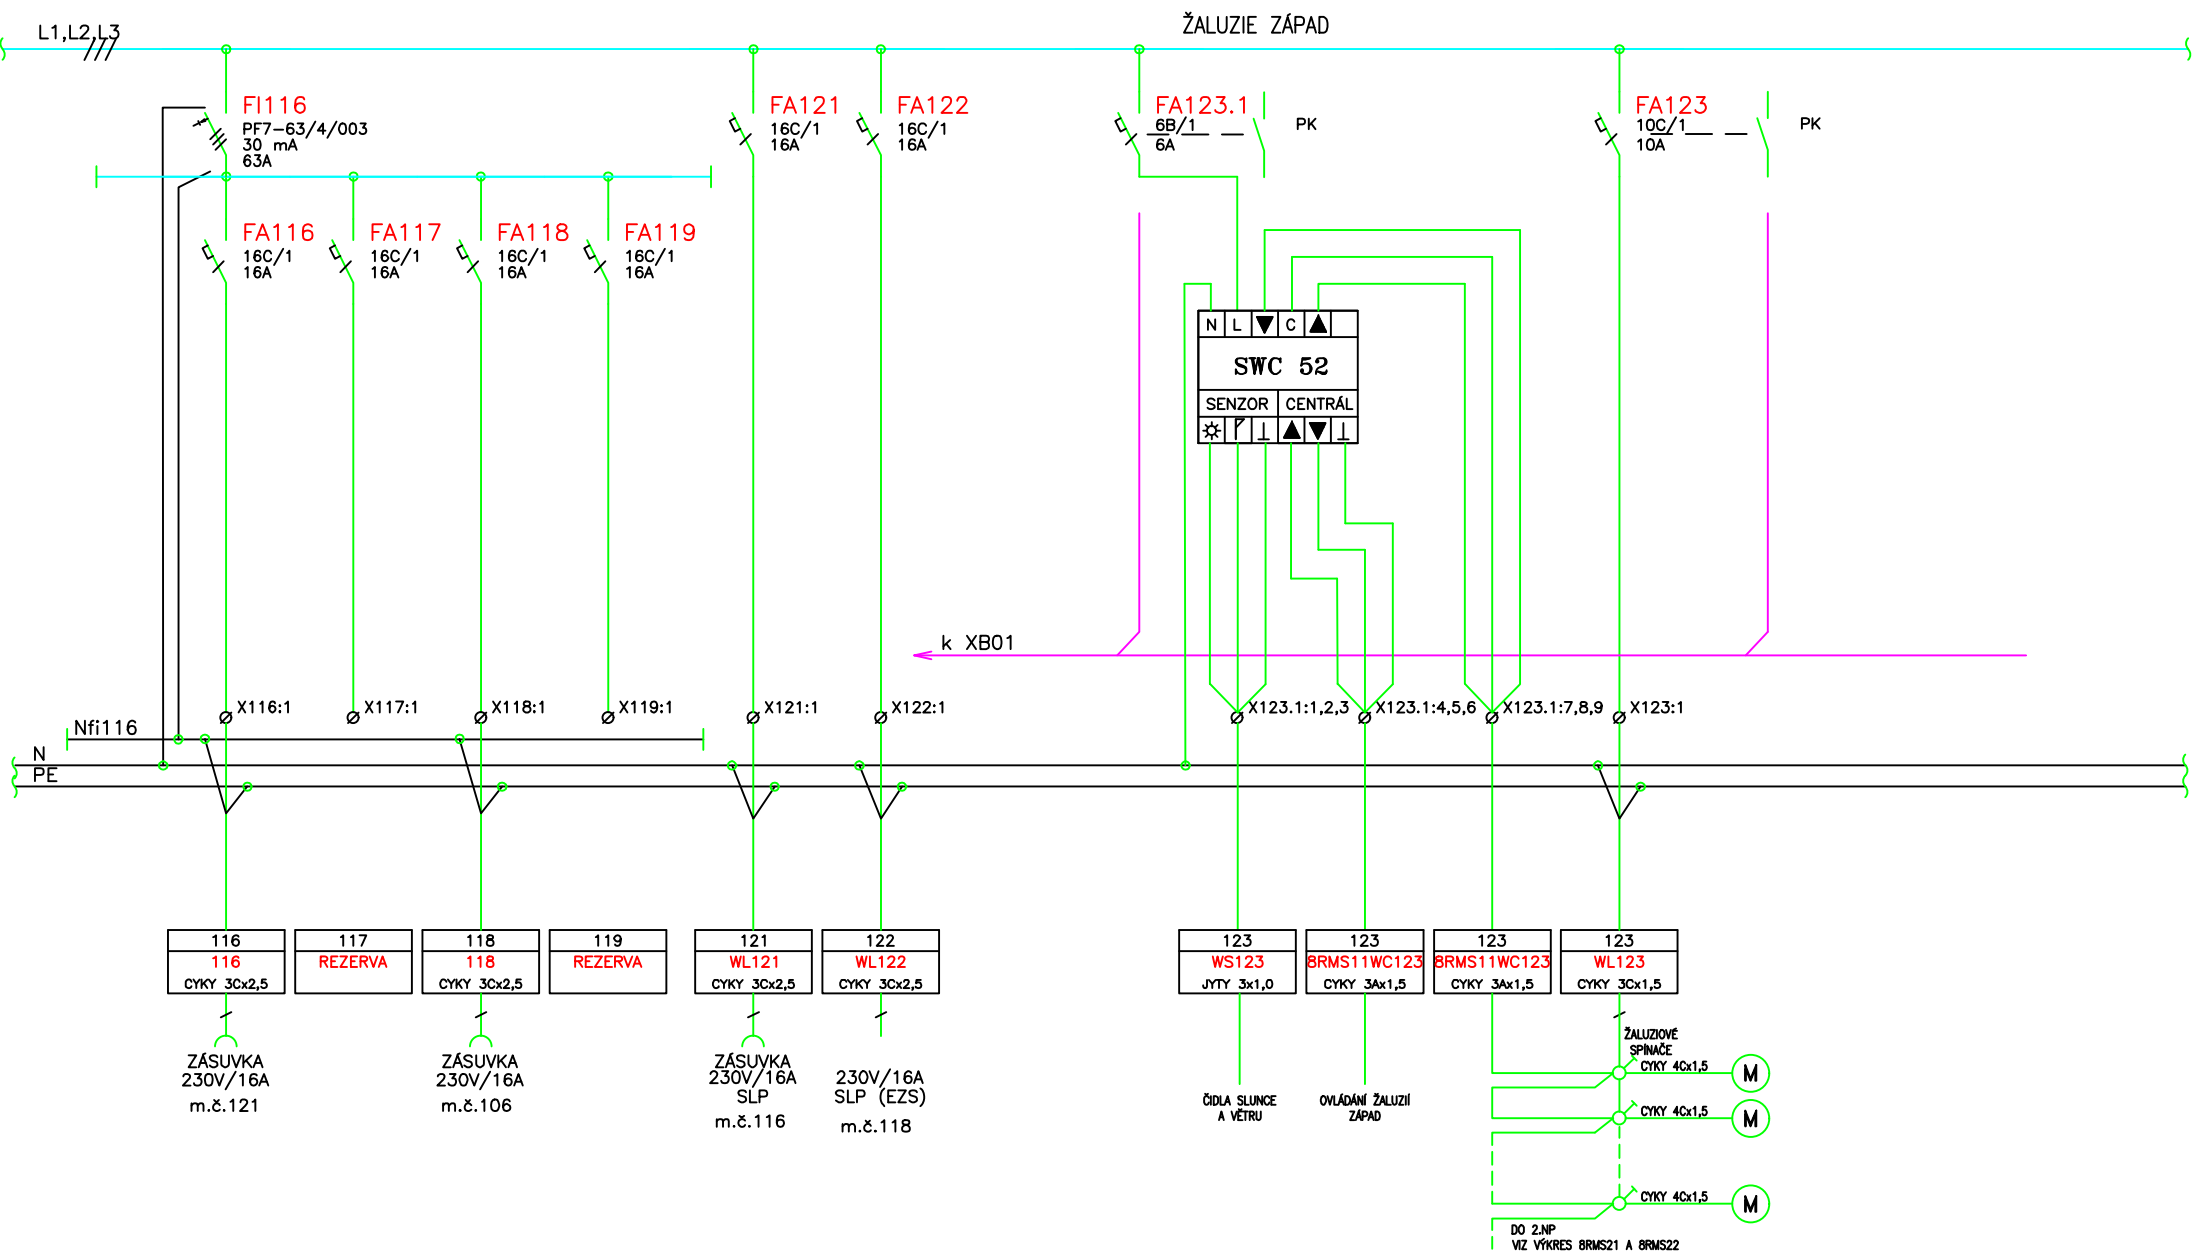 ŽALUZIE ZÁPAD
L1,L2,L3
FI116
PF7-63/4/003
30 mA
63A
FA121
16C/1
16A
FA122
16C/1
16A
FA123.1
6B/1
6A
PK
FA123
10C/1
10A
PK
FA116
16C/1
16A
FA117
16C/1
16A
FA118
16C/1
16A
FA119
16C/1
16A
N L C
SWC 52
SENZOR CENTRÁL
k XB01
X116:1
X117:1
X118:1
X119:1
X121:1
X122:1
X123.1:1,2,3
X123.1:4,5,6
X123.1:7,8,9
X123:1
Nfi116
N
PE
116
116
CYKY 3Cx2,5
117
REZERVA
118
118
CYKY 3Cx2,5
119
REZERVA
121
WL121
CYKY 3Cx2,5
122
WL122
CYKY 3Cx2,5
123
WS123
JYTY 3x1,0
123
8RMS11WC123
CYKY 3Ax1,5
123
8RMS11WC123
CYKY 3Ax1,5
123
WL123
CYKY 3Cx1,5
ZÁSUVKA
230V/16A
m.č.121
ZÁSUVKA
230V/16A
m.č.106
ZÁSUVKA
230V/16A
SLP
m.č.116
230V/16A
SLP (EZS)
m.č.118
ČIDLA SLUNCE
A VĚTRU
OVLÁDÁNÍ ŽALUZIÍ
ZÁPAD
ŽALUZIOVÉ
SPÍNAČE
CYKY 4Cx1,5
M
CYKY 4Cx1,5
M
CYKY 4Cx1,5
M
DO 2.NP
VIZ VÝKRES 8RMS21 A 8RMS22